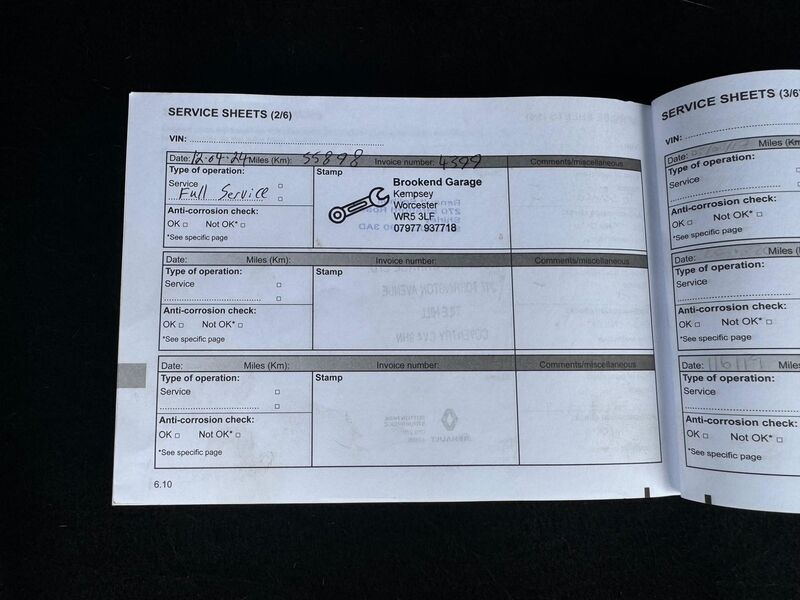 SERVICE SHEETS (2/6)
VIN:
Date: 12.04.24 Miles (Km): 55898 Invoice number: 4399 Comments/miscellaneous
Type of operation:
Service
Full Service
Anti-corrosion check:
OK □ Not OK* □
*See specific page
Stamp
Brookend Garage
Kempsey
Worcester
WR5 3LF
07977 937718
Date: Miles (Km): Invoice number: Comments/miscellaneous
Type of operation:
Service
Anti-corrosion check:
OK □ Not OK* □
*See specific page
Stamp
Date: Miles (Km): Invoice number: Comments/miscellaneous
Type of operation:
Service
Anti-corrosion check:
OK □ Not OK* □
*See specific page
Stamp
6.10
SERVICE SHEETS (3/6
VIN:
Date: Miles (Km
Type of operation:
Service
Anti-corrosion check:
OK □ Not OK* □
*See specific page
Date: Miles (K
Type of operation:
Service
Anti-corrosion check:
OK □ Not OK* □
*See specific page
Date: Miles
Type of operation:
Service
Anti-corrosion check:
OK □ Not OK* □
*See specific page